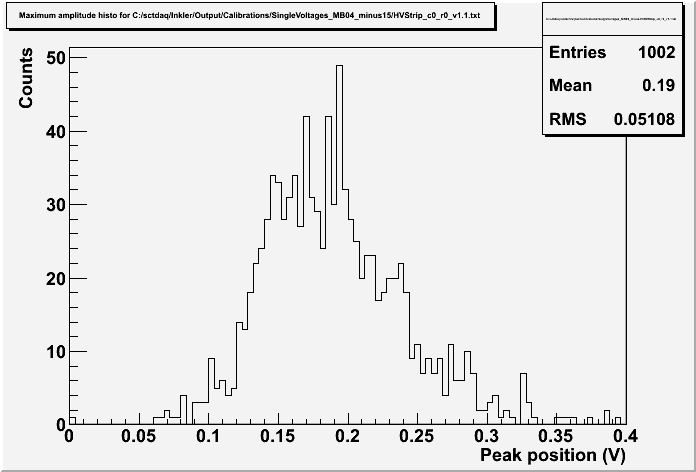 Maximum amplitude histo for C:/sctdaq/Inkler/Output/Calibrations/SingleVoltages_MB04_minus15/HVStrip_c0_r0_v1.1.txt
Entries 1002
Mean 0.19
RMS 0.05108
Counts
50
40
30
20
10
0
0 0.05 0.1 0.15 0.2 0.25 0.3 0.35 0.4
Peak position (V)